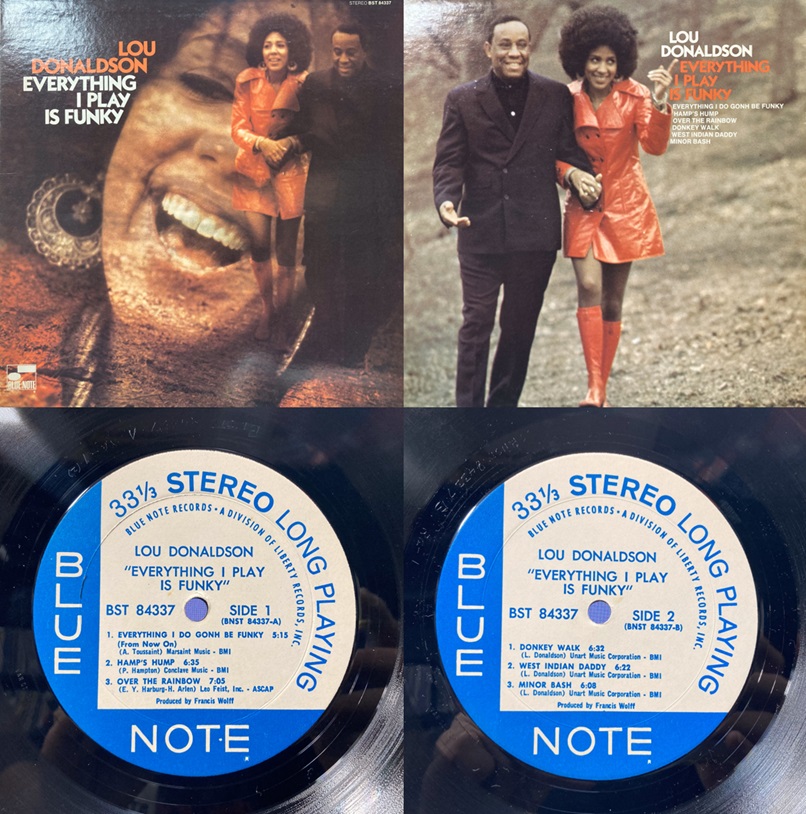 STEREO BST 84337
LOU
DONALDSON
EVERYTHING
I PLAY
IS FUNKY
BLUE NOTE
LOU
DONALDSON
EVERYTHING
I PLAY
IS FUNKY
EVERYTHING I DO GONH BE FUNKY
HAMP'S HUMP
OVER THE RAINBOW
DONKEY WALK
WEST INDIAN DADDY
MINOR BASH
33 1/3 STEREO LONG PLAYING
BLUE NOTE RECORDS • A DIVISION OF LIBERTY RECORDS, INC.
LOU DONALDSON
"EVERYTHING I PLAY
IS FUNKY"
BST 84337 SIDE 1
(BNST 84337-A)
1. EVERYTHING I DO GONH BE FUNKY 5:15
(From Now On)
(A. Toussaint) Marsaint Music - BMI
2. HAMP'S HUMP 6:35
(P. Hampton) Conclave Music - BMI
3. OVER THE RAINBOW 7:05
(E. Y. Harburg-H. Arlen) Leo Feist, Inc. - ASCAP
Produced by Francis Wolff
BLUE
NOTE
33 1/3 STEREO LONG PLAYING
BLUE NOTE RECORDS • A DIVISION OF LIBERTY RECORDS, INC.
LOU DONALDSON
"EVERYTHING I PLAY
IS FUNKY"
BST 84337 SIDE 2
(BNST 84337-B)
1. DONKEY WALK 6:32
(L. Donaldson) Unart Music Corporation - BMI
2. WEST INDIAN DADDY 6:22
(L. Donaldson) Unart Music Corporation - BMI
3. MINOR BASH 6:08
(L. Donaldson) Unart Music Corporation - BMI
Produced by Francis Wolff
BLUE
NOTE